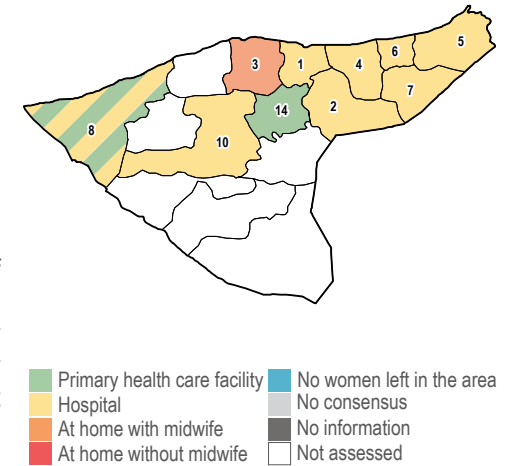 5
6
3
1
4
7
14
2
8
10
Primary health care facility
Hospital
At home with midwife
At home without midwife
No women left in the area
No consensus
No information
Not assessed